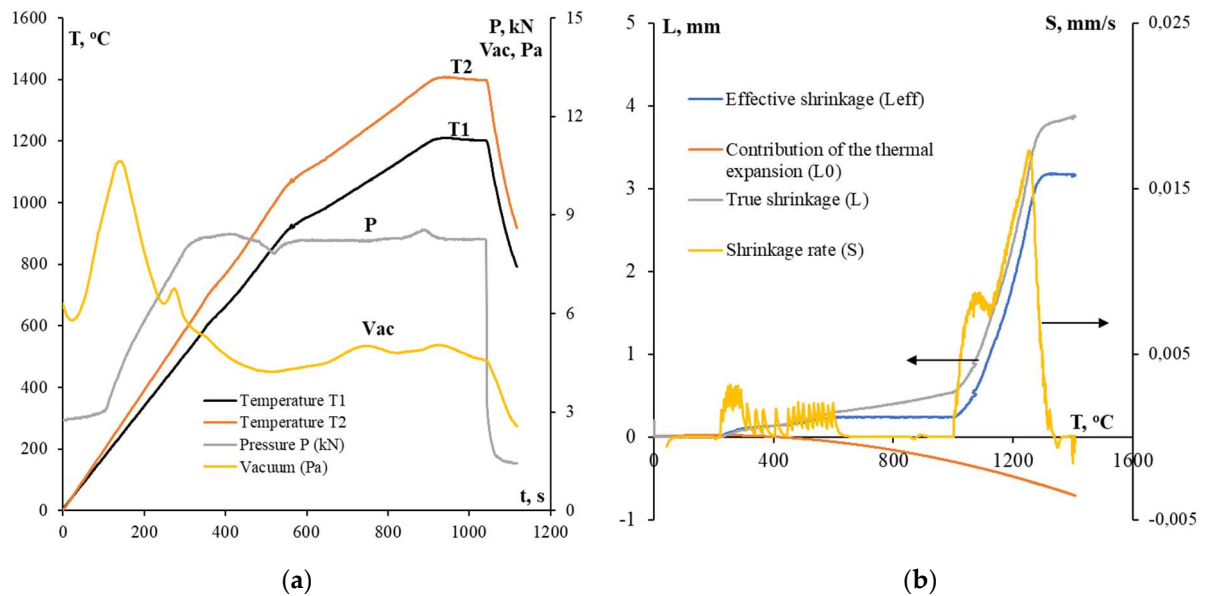 T, °C
P, kN
Vac, Pa
1600
1400
1200
1000
800
600
400
200
0
15
12
9
6
3
0
T2
T1
P
Vac
Temperature T1
Temperature T2
Pressure P (kN)
Vacuum (Pa)
t, s
0 200 400 600 800 1000 1200
(a)
L, mm
S, mm/s
5
4
3
2
1
0
-1
0,025
0,015
0,005
-0,005
Effective shrinkage (Leff)
Contribution of the thermal
expansion (L0)
True shrinkage (L)
Shrinkage rate (S)
T, °C
0 400 800 1200 1600
(b)